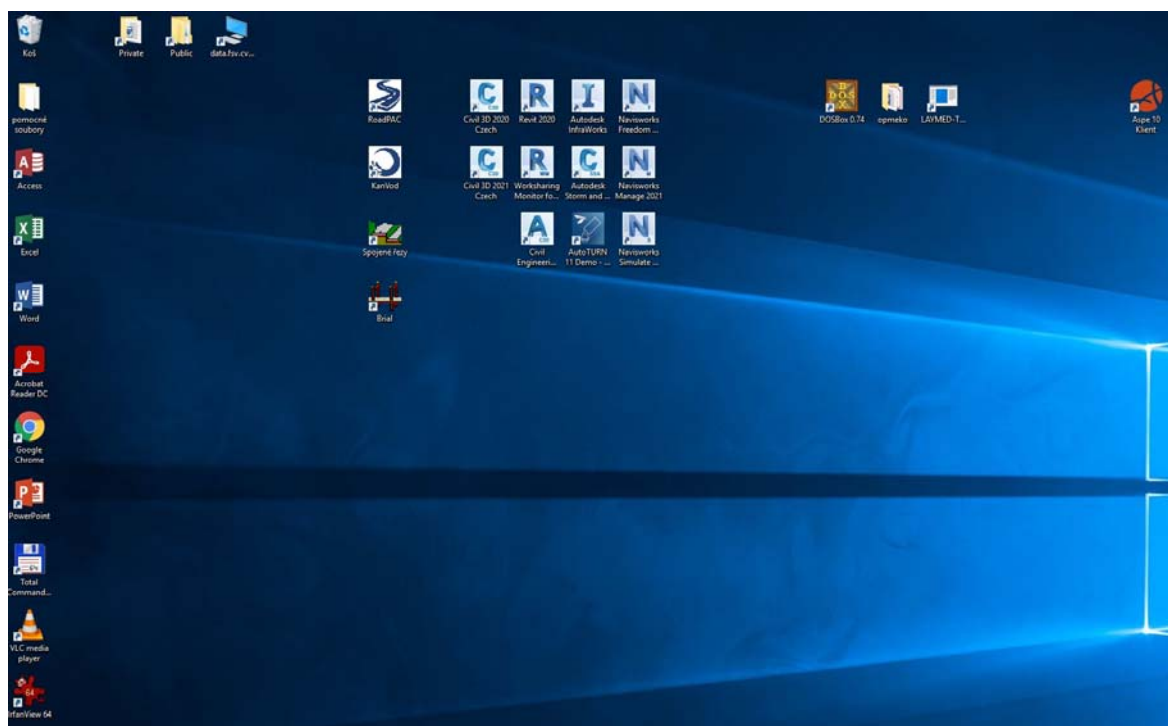 Koš
Private
Public
data.fsv.cv...
pomocné
soubory
RoadPAC
Civil 3D 2020
Czech
Revit 2020
Autodesk
InfraWorks
Navisworks
Freedom ...
DOSBox 0.74
opmeko
LAYMED-T...
Aspe 10
Klient
Access
KanVod
Civil 3D 2021
Czech
Worksharing
Monitor fo...
Autodesk
Storm and ...
Navisworks
Manage 2021
Excel
Spojené řezy
Civil
Engineeri...
AutoTURN
11 Demo - ...
Navisworks
Simulate ...
Word
Brial
Acrobat
Reader DC
Google
Chrome
PowerPoint
Total
Command...
VLC media
player
IrfanView 64